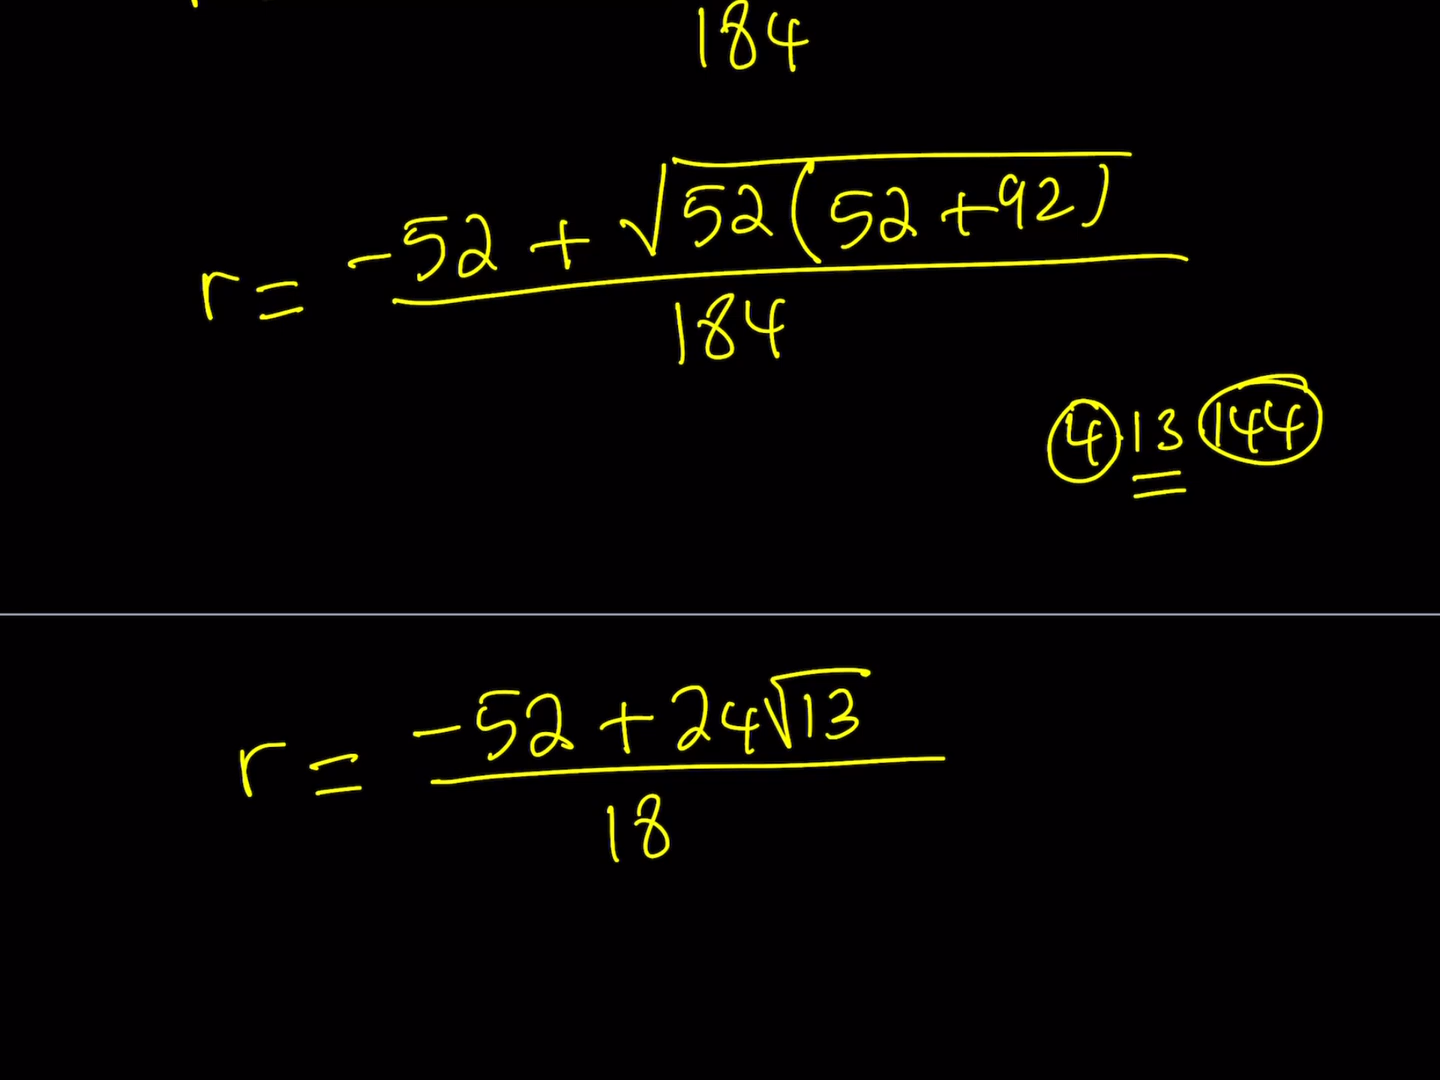 184
r = -52 + √52(52+92)
184
4 · 13 144
r = -52 + 24√13
18